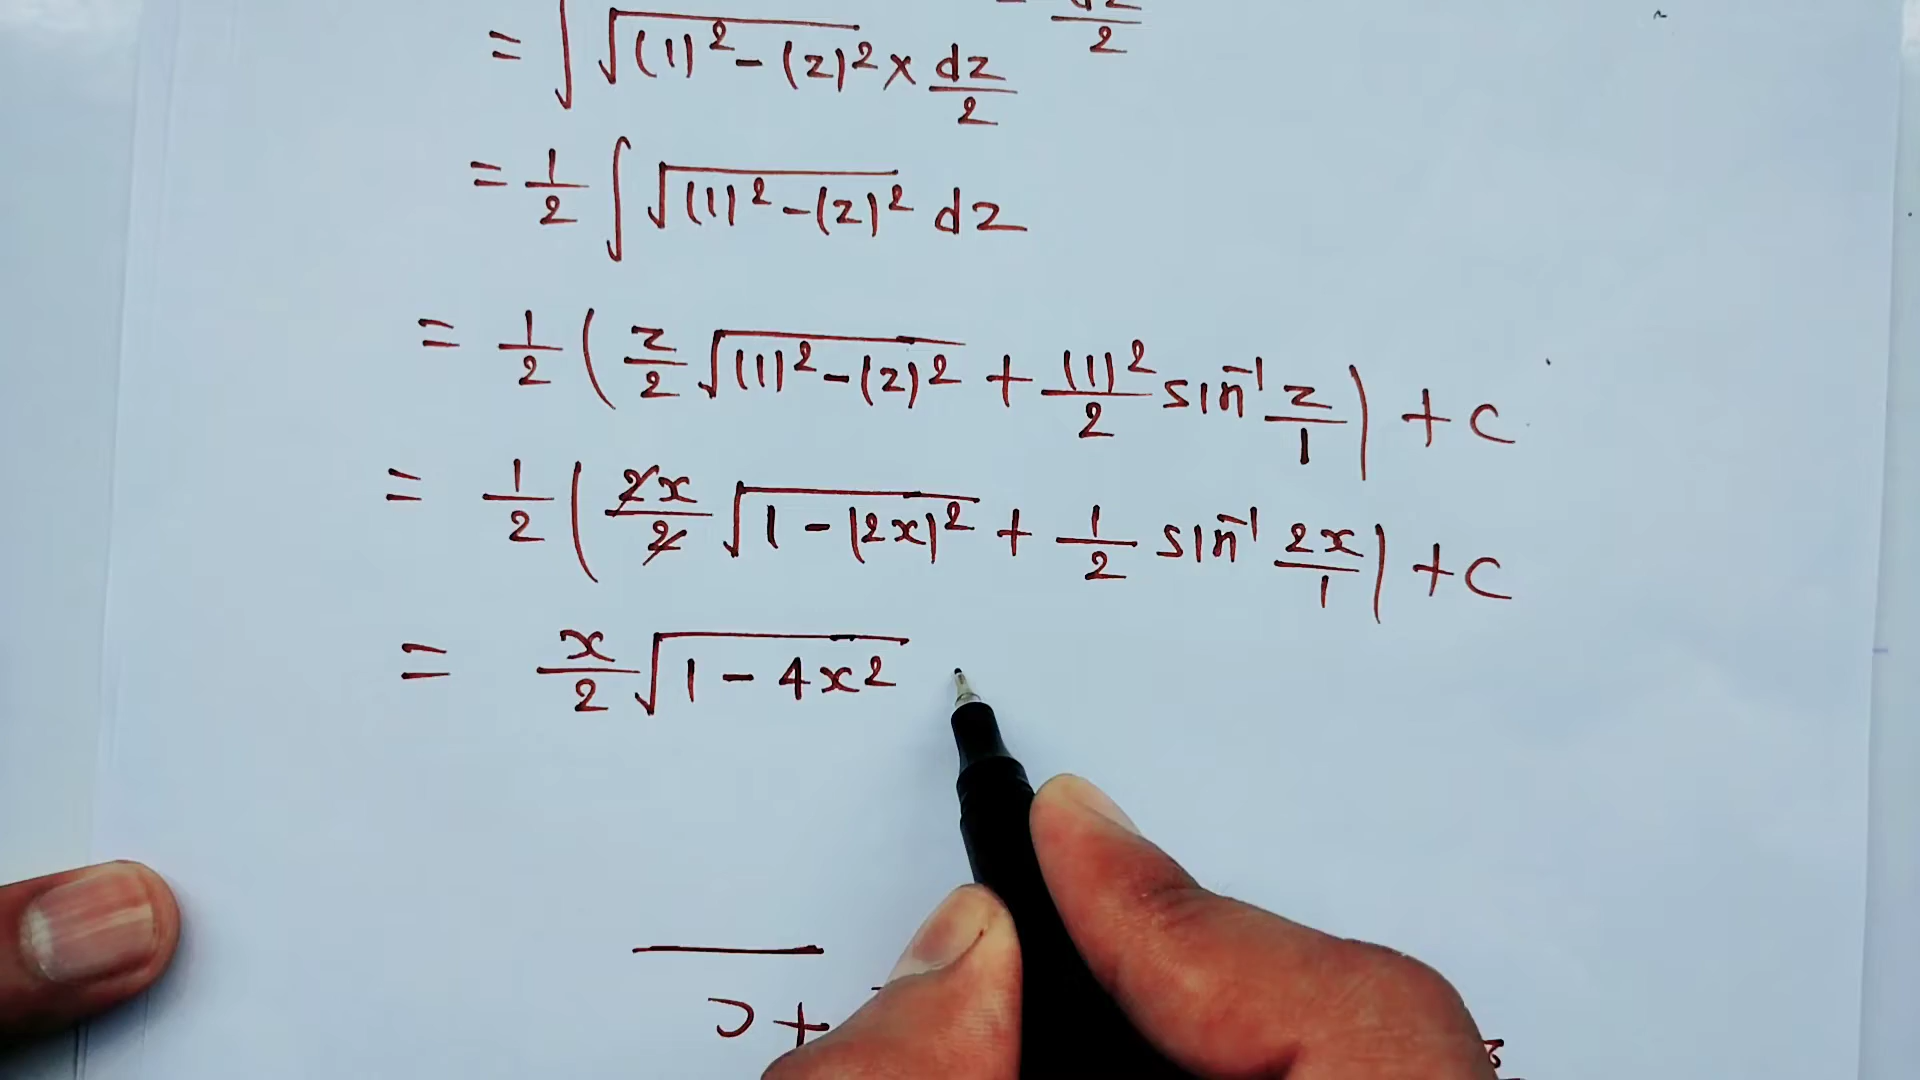 = dz/2
= ∫ √((1)² - (z)²) × dz/2
= 1/2 ∫ √((1)² - (z)²) dz
= 1/2 ( z/2 √((1)² - (z)²) + (1)²/2 sin⁻¹ z/1 ) + c
= 1/2 ( 2x/2 √(1 - (2x)²) + 1/2 sin⁻¹ 2x/1 ) + c
= x/2 √(1 - 4x²)